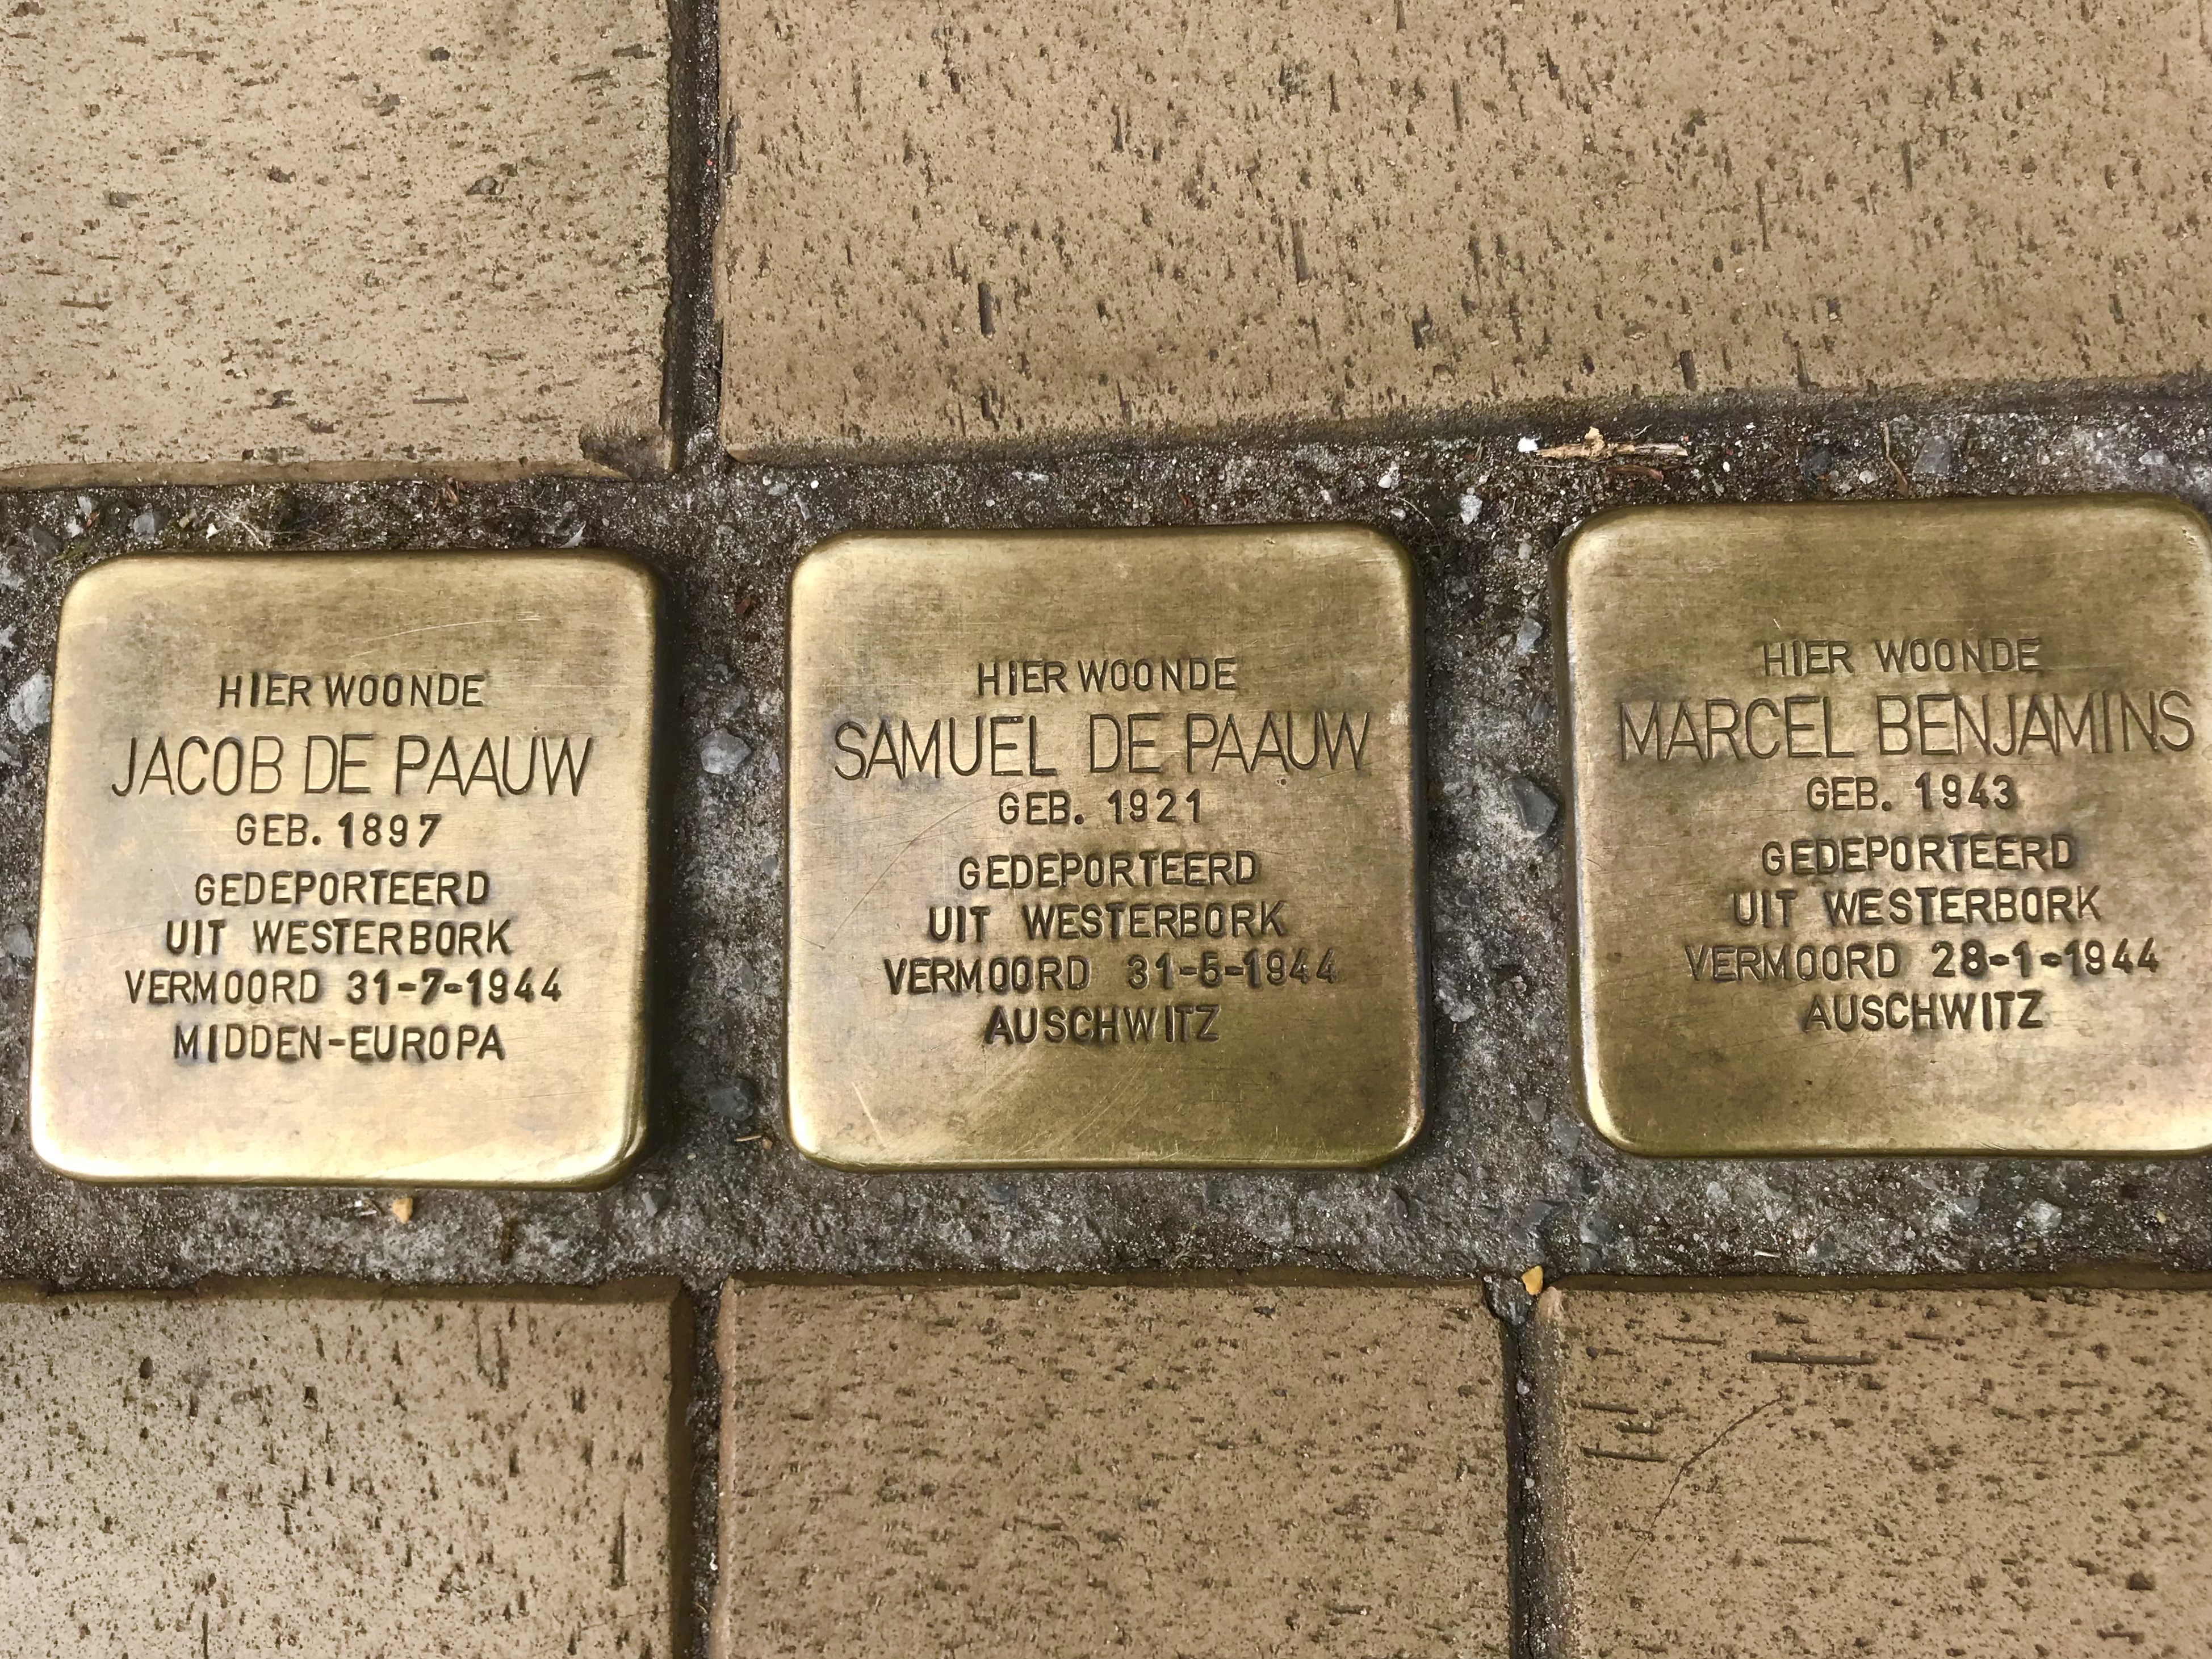 HIER WOONDE
JACOB DE PAAUW
GEB. 1897
GEDEPORTEERD
UIT WESTERBORK
VERMOORD 31-7-1944
MIDDEN-EUROPA
HIER WOONDE
SAMUEL DE PAAUW
GEB. 1921
GEDEPORTEERD
UIT WESTERBORK
VERMOORD 31-5-1944
AUSCHWITZ
HIER WOONDE
MARCEL BENJAMINS
GEB. 1943
GEDEPORTEERD
UIT WESTERBORK
VERMOORD 28-1-1944
AUSCHWITZ